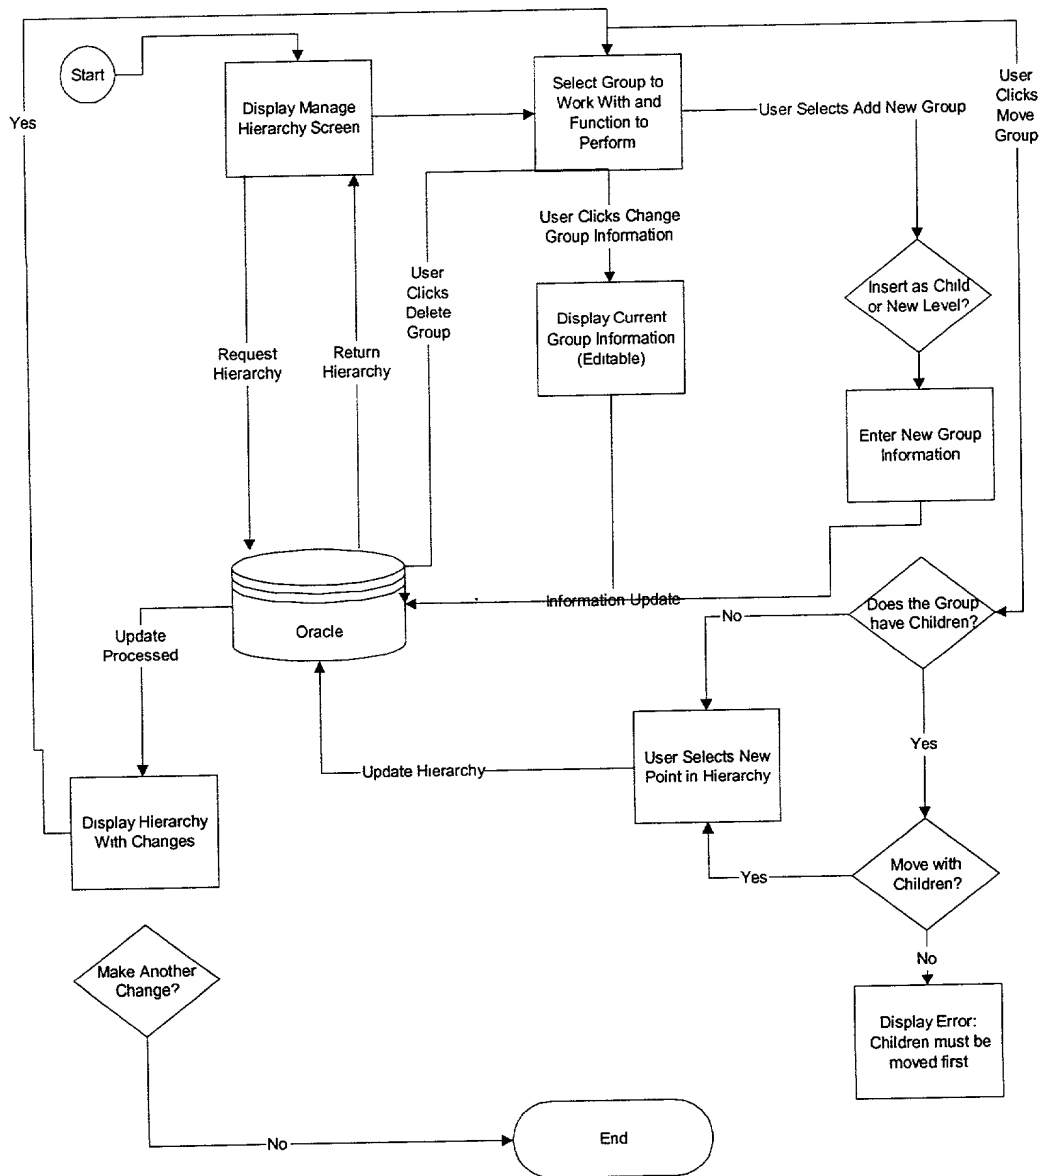 Start
Yes
Display Manage
Hierarchy Screen
Select Group to
Work With and
Function to
Perform
User Selects Add New Group
User
Clicks
Move
Group
User Clicks Change
Group Information
User
Clicks
Delete
Group
Insert as Child
or New Level?
Display Current
Group Information
(Editable)
Request
Hierarchy
Return
Hierarchy
Enter New Group
Information
Oracle
Information Update
Does the Group
have Children?
No
Update
Processed
Yes
User Selects New
Point in Hierarchy
Update Hierarchy
Display Hierarchy
With Changes
Yes
Move with
Children?
No
Make Another
Change?
Display Error:
Children must be
moved first
No
End